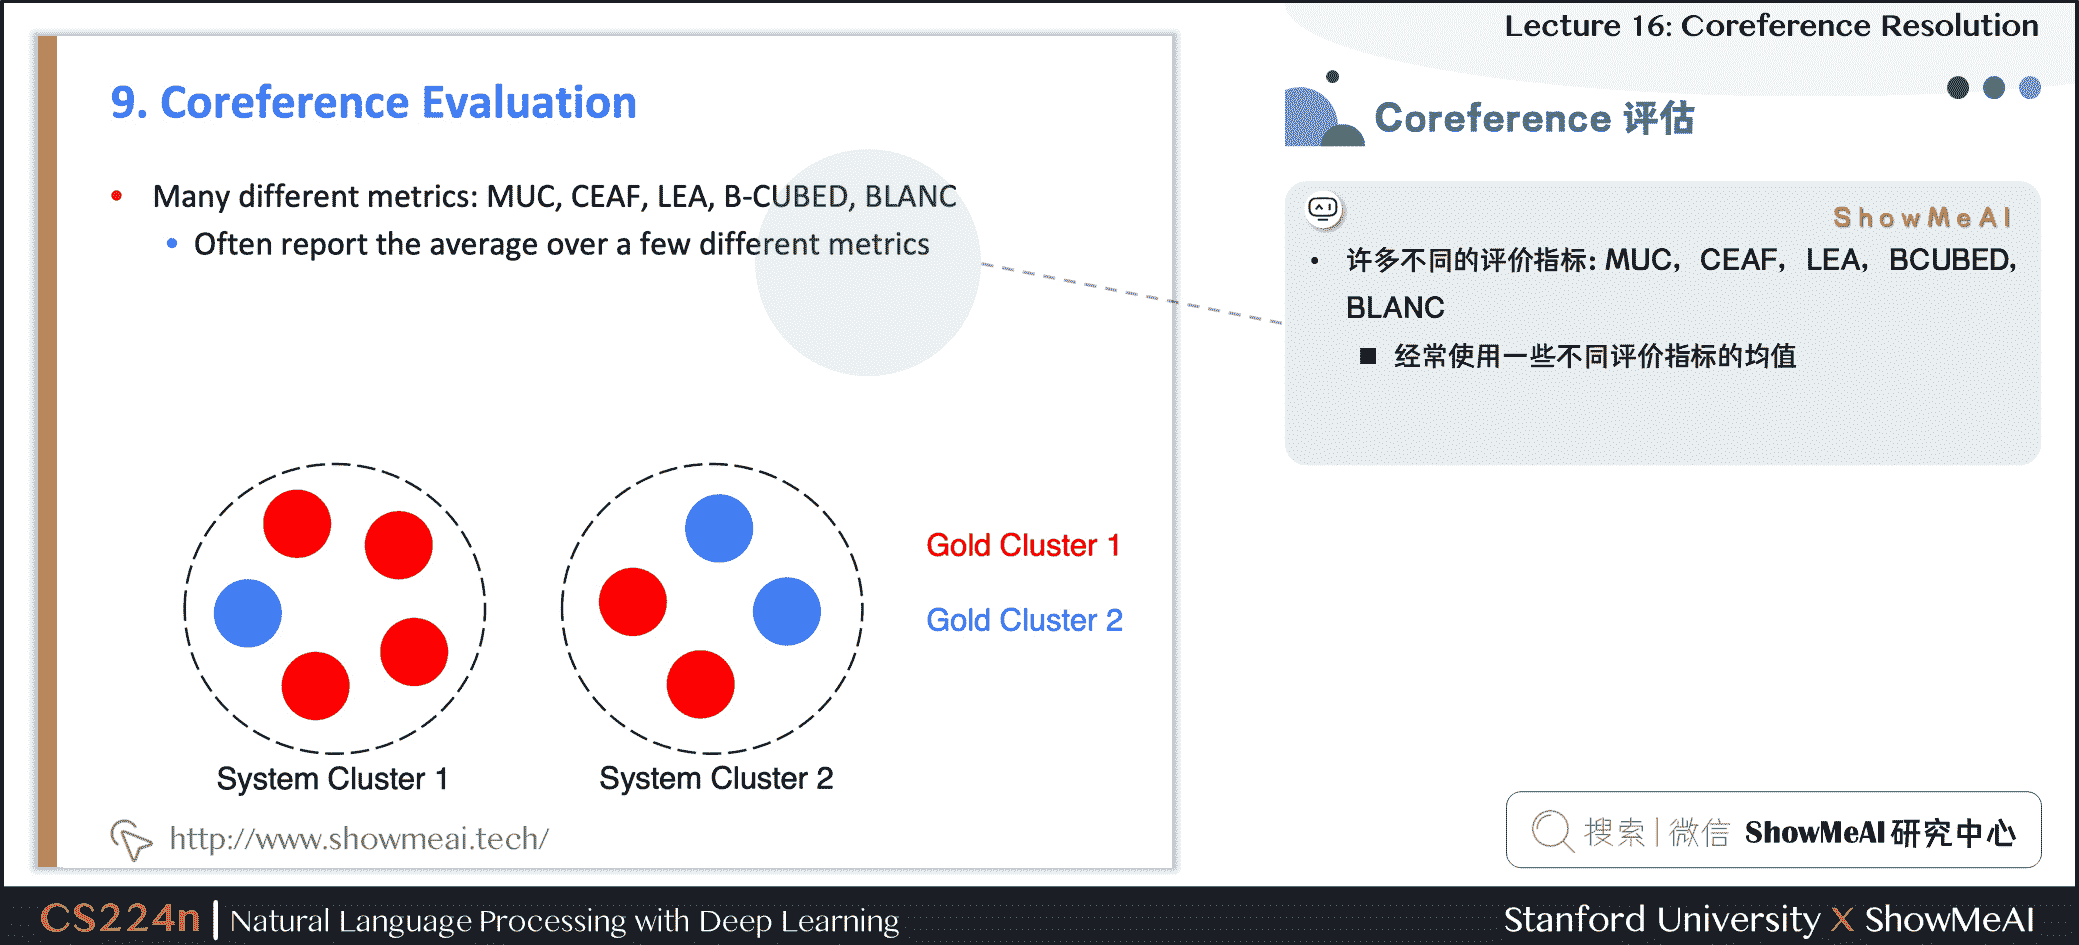 Lecture 16: Coreference Resolution
9. Coreference Evaluation
• Many different metrics: MUC, CEAF, LEA, B-CUBED, BLANC
• Often report the average over a few different metrics
Gold Cluster 1
Gold Cluster 2
System Cluster 1
System Cluster 2
http://www.showmeai.tech/
Coreference 评估
ShowMeAI
• 许多不同的评价指标: MUC, CEAF, LEA, BCUBED,
BLANC
■ 经常使用一些不同评价指标的均值
搜索 | 微信 ShowMeAI 研究中心
CS224n | Natural Language Processing with Deep Learning
Stanford University X ShowMeAI